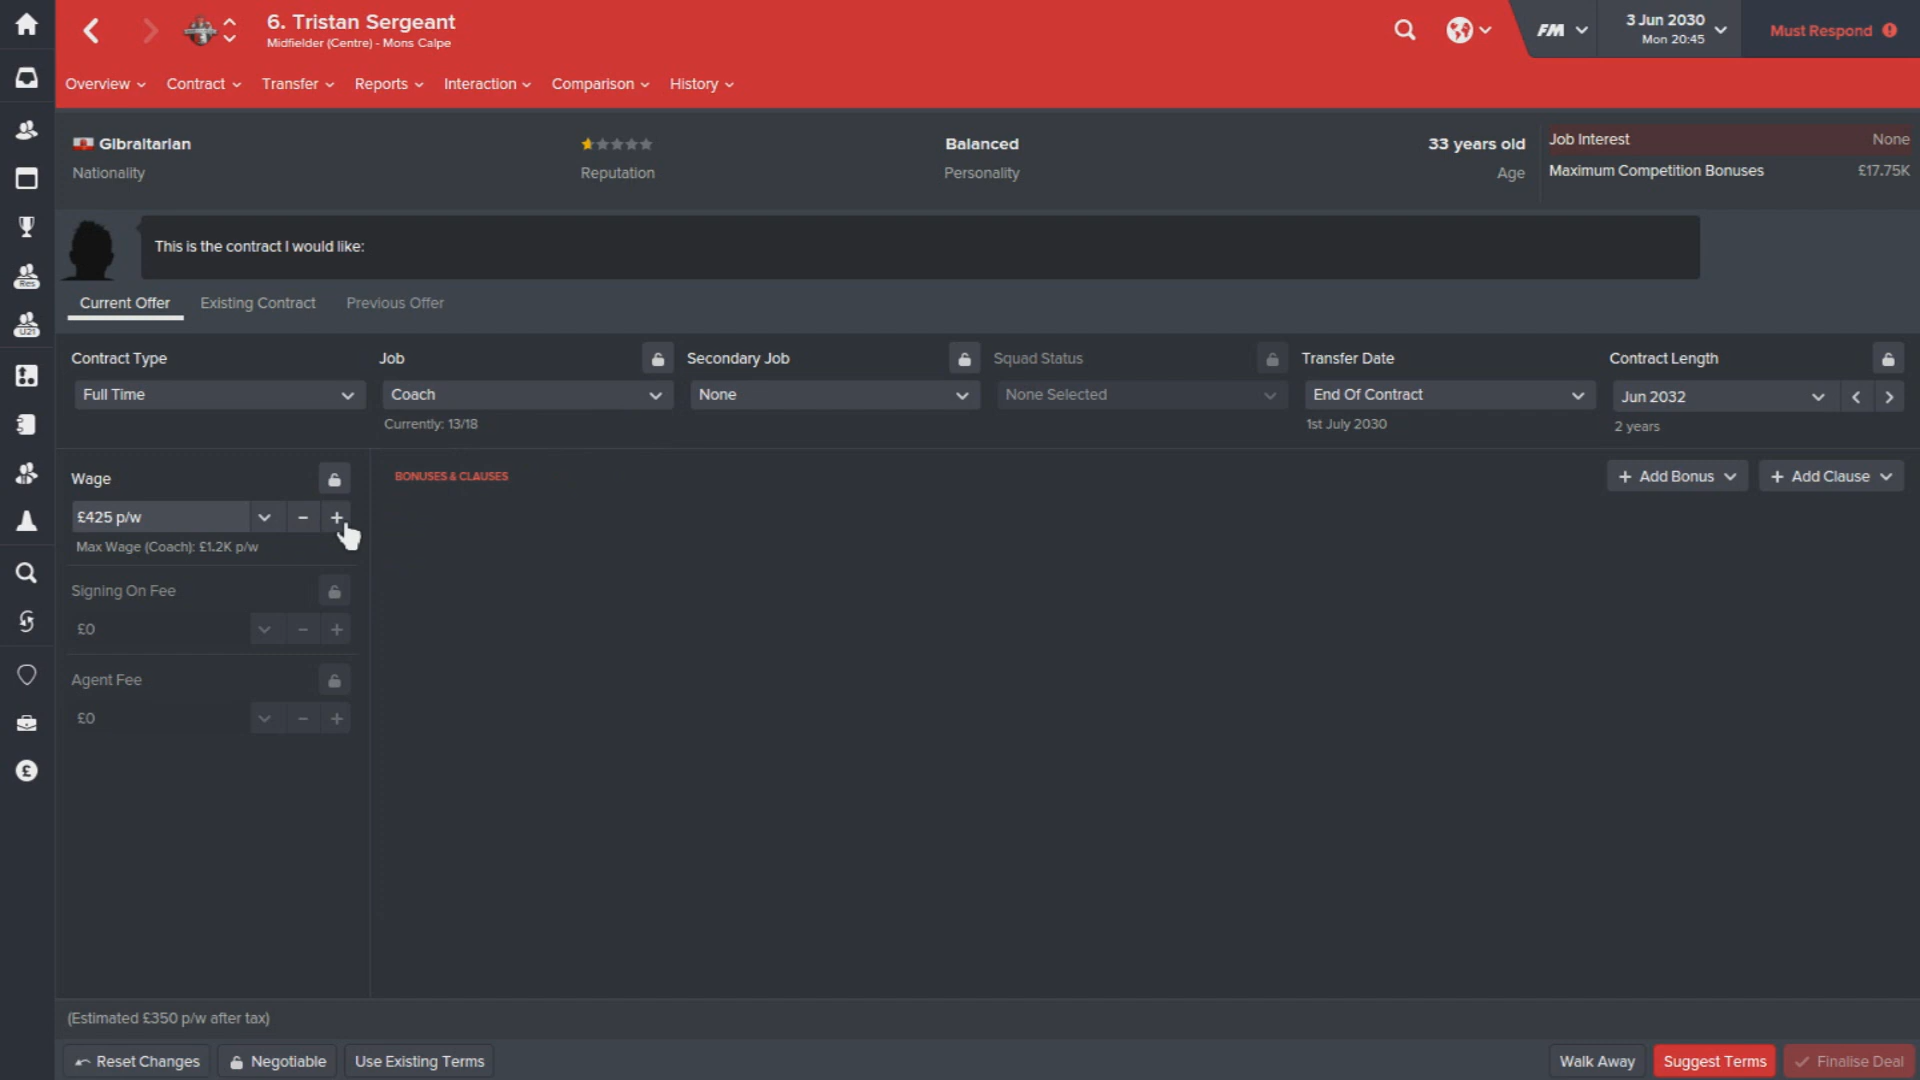 6. Tristan Sergeant
Midfielder (Centre) - Mons Calpe
FM
3 Jun 2030
Mon 20:45
Must Respond
Overview
Contract
Transfer
Reports
Interaction
Comparison
History
Gibraltarian
Nationality
Reputation
Balanced
Personality
33 years old
Age
Job Interest None
Maximum Competition Bonuses £17.75K
This is the contract I would like:
Current Offer
Existing Contract
Previous Offer
Res
U21
Contract Type
Full Time
Job
Coach
Currently: 13/18
Secondary Job
None
Squad Status
None Selected
Transfer Date
End Of Contract
1st July 2030
Contract Length
Jun 2032
2 years
Wage
£425 p/w
Max Wage (Coach): £1.2K p/w
BONUSES & CLAUSES
+ Add Bonus
+ Add Clause
Signing On Fee
£0
Agent Fee
£0
(Estimated £350 p/w after tax)
Reset Changes
Negotiable
Use Existing Terms
Walk Away
Suggest Terms
Finalise Deal